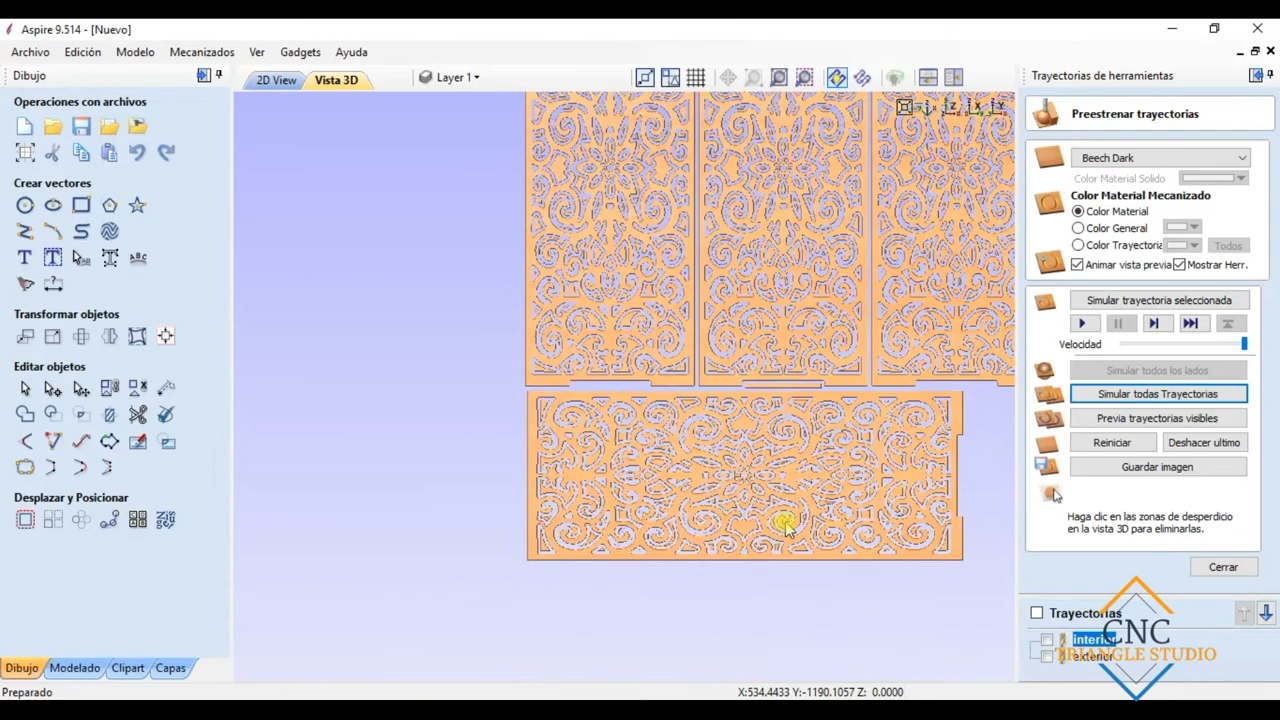 Aspire 9.514 - [Nuevo]
Archivo Edición Modelo Mecanizados Ver Gadgets Ayuda
Dibujo
2D View Vista 3D Layer 1
Trayectorias de herramientas
Operaciones con archivos
Crear vectores
Transformar objetos
Editar objetos
Desplazar y Posicionar
Dibujo Modelado Clipart Capas
Preestrenar trayectorias
Beech Dark
Color Material Solido
Color Material Mecanizado
Color Material
Color General
Color Trayectoria Todos
Animar vista previa Mostrar Herr.
Simular trayectoria seleccionada
Velocidad
Simular todos los lados
Simular todas Trayectorias
Previa trayectorias visibles
Reiniciar Deshacer ultimo
Guardar imagen
Haga clic en las zonas de desperdicio
en la vista 3D para eliminarlas.
Cerrar
Trayectorias
interior
exterior
CNC
TRIANGLE STUDIO
Preparado
X:534.4433 Y:-1190.1057 Z: 0.0000